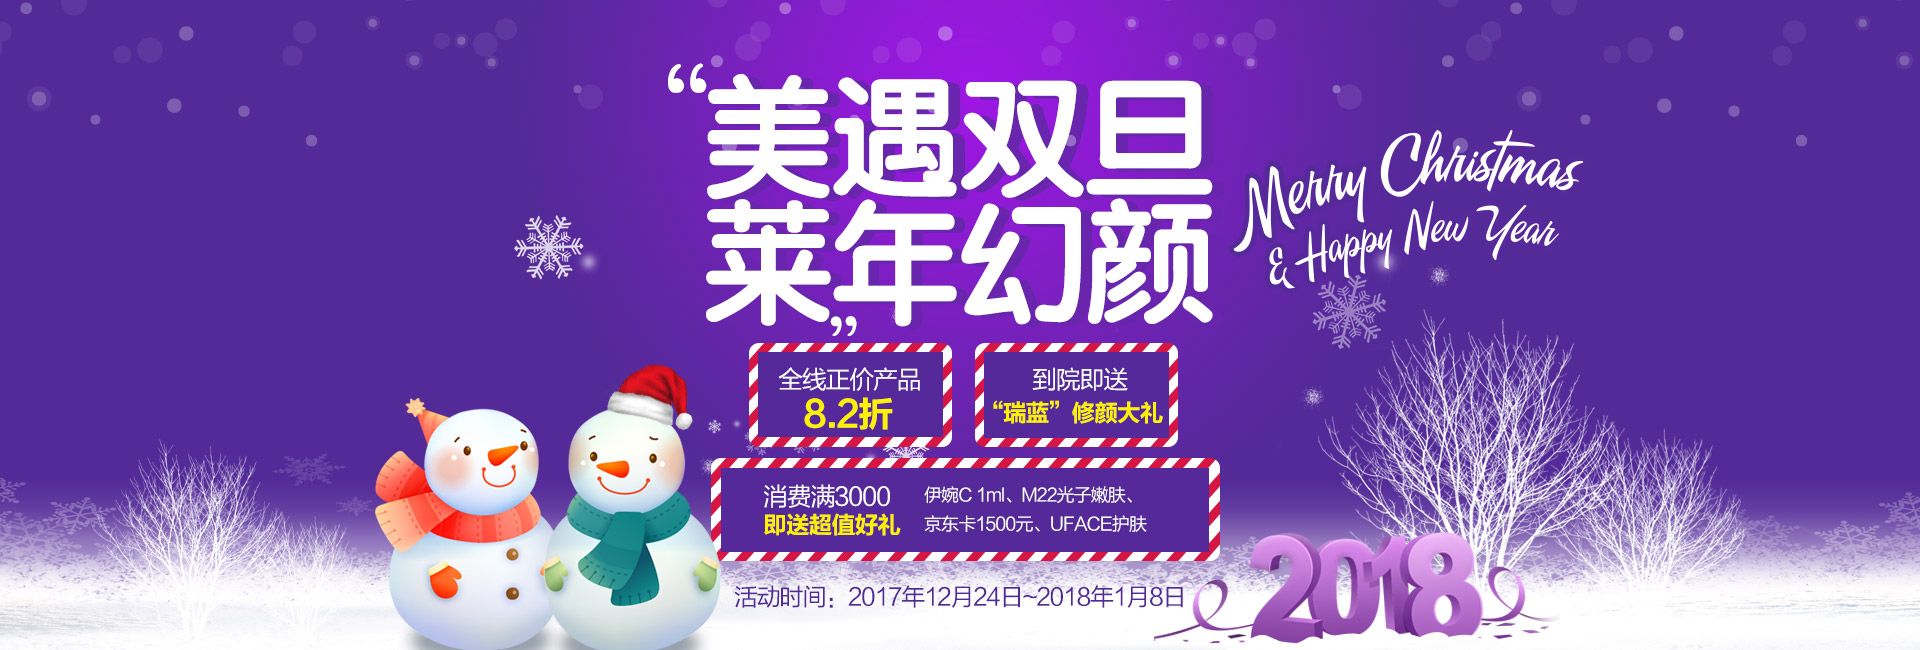 “美遇双旦
莱年幻颜”
Merry Christmas
& Happy New Year
全线正价产品
8.2折
到院即送
“瑞蓝”修颜大礼
消费满3000
即送超值好礼
伊婉C 1ml、M22光子嫩肤、
京东卡1500元、UFACE护肤
活动时间：2017年12月24日~2018年1月8日
2018